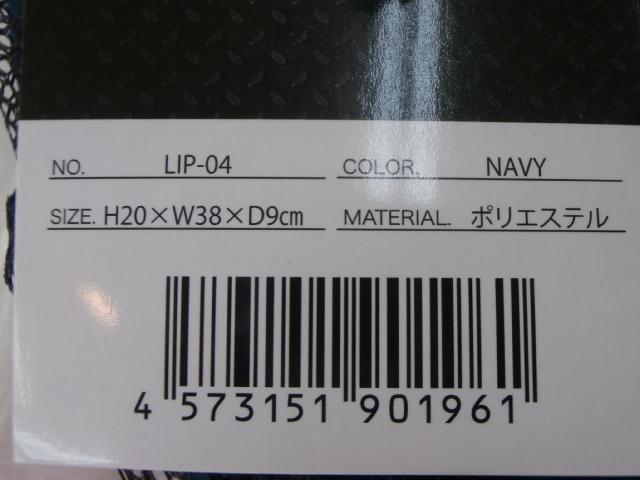 NO. LIP-04 COLOR. NAVY
SIZE. H20×W38×D9㎝ MATERIAL. ポリエステル
4 573151 901961